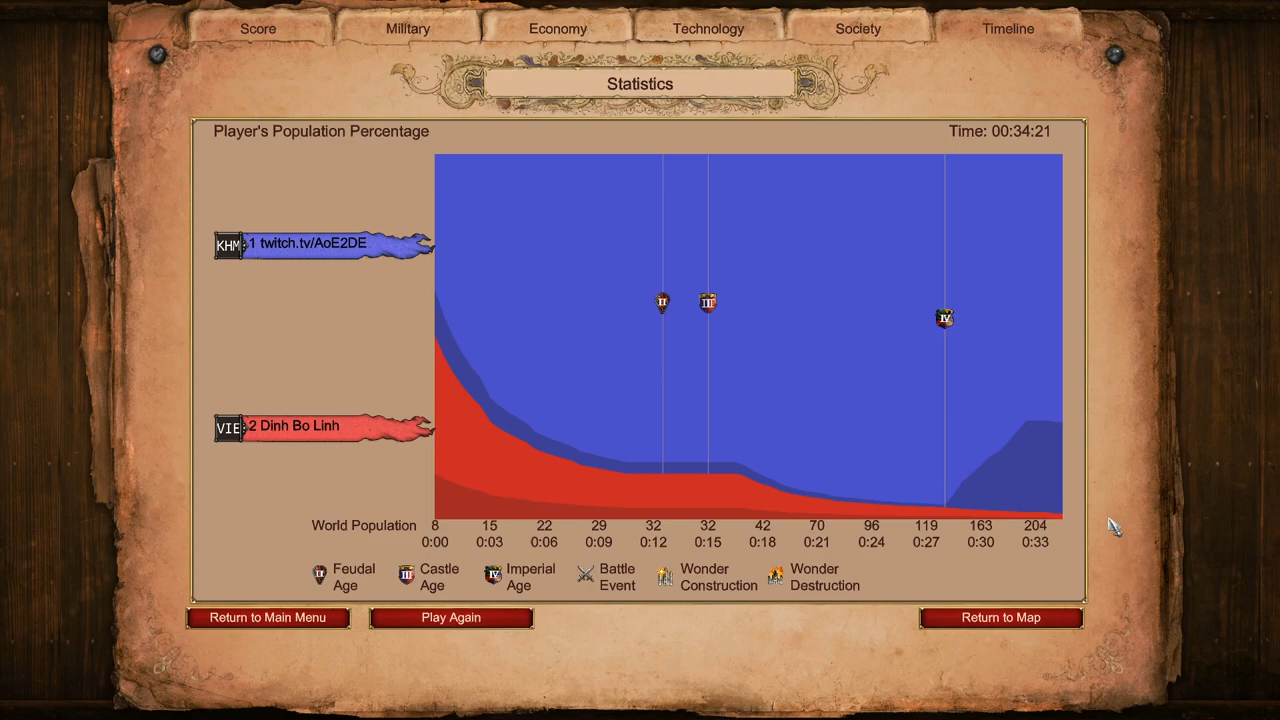 Score Military Economy Technology Society Timeline
Statistics
Player's Population Percentage Time: 00:34:21
KHM 1 twitch.tv/AoE2DE
II III IV
VIE 2 Dinh Bo Linh
World Population 8 15 22 29 32 32 42 70 96 119 163 204
0:00 0:03 0:06 0:09 0:12 0:15 0:18 0:21 0:24 0:27 0:30 0:33
II Feudal Age
III Castle Age
IV Imperial Age
Battle Event
Wonder Construction
Wonder Destruction
Return to Main Menu Play Again Return to Map